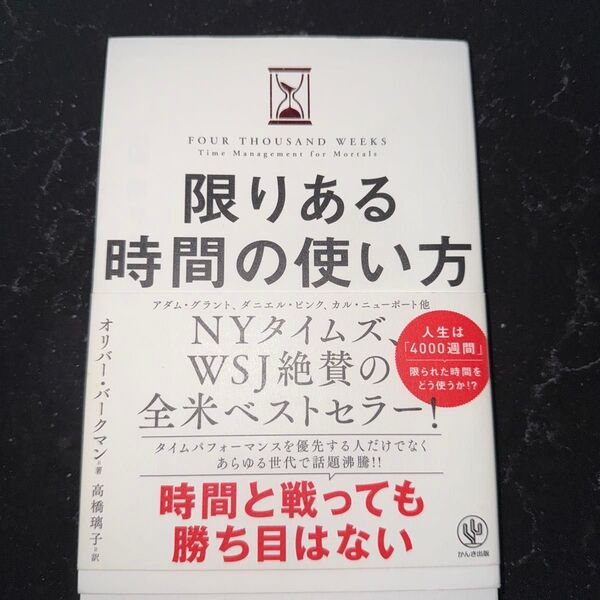 FOUR THOUSAND WEEKS
Time Management for Mortals
限りある
時間の使い方
アダム・グラント、ダニエル・ピンク、カル・ニューポート他
NYタイムズ、
WSJ絶賛の
全米ベストセラー!
人生は
「4000週間」
限られた時間を
どう使うか!?
オリバー・バークマン=著
高橋璃子=訳
タイムパフォーマンスを優先する人だけでなく
あらゆる世代で話題沸騰!!
時間と戦っても
勝ち目はない
かんき出版